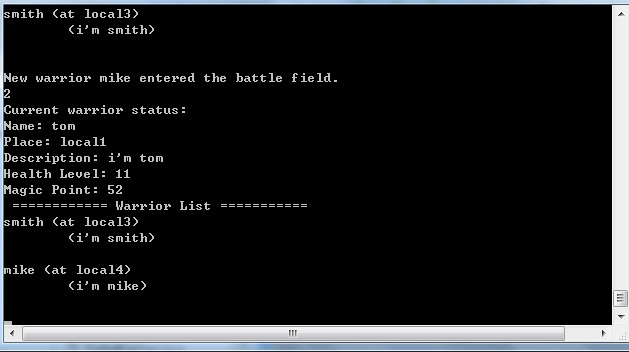 smith (at local3)
(i'm smith)
New warrior mike entered the battle field.
2
Current warrior status:
Name: tom
Place: local1
Description: i'm tom
Health Level: 11
Magic Point: 52
============ Warrior List ===========
smith (at local3)
(i'm smith)
mike (at local4)
(i'm mike)